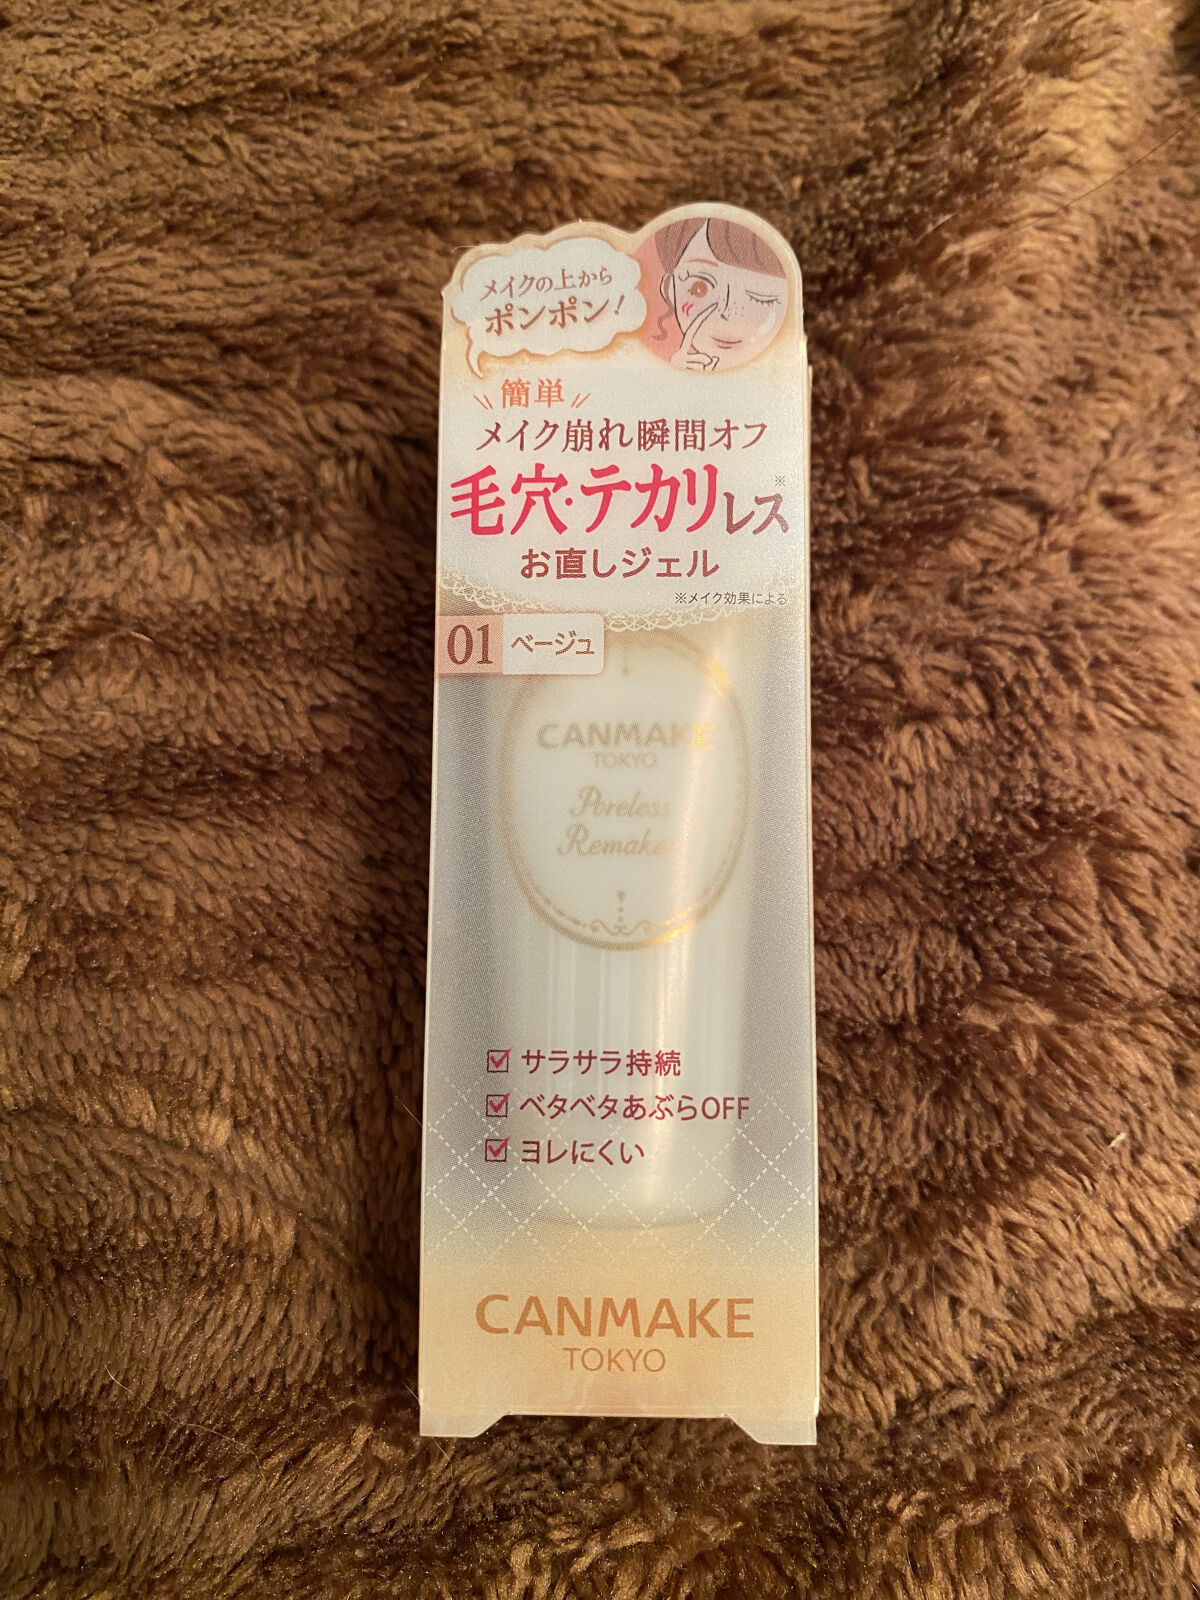 メイクの上から
ポンポン!
簡単
メイク崩れ瞬間オフ
毛穴・テカリレス※
お直しジェル
※メイク効果による
01 ベージュ
CANMAKE
TOKYO
Poreless
Remaker
サラサラ持続
ベタベタあぶらOFF
ヨレにくい
CANMAKE
TOKYO